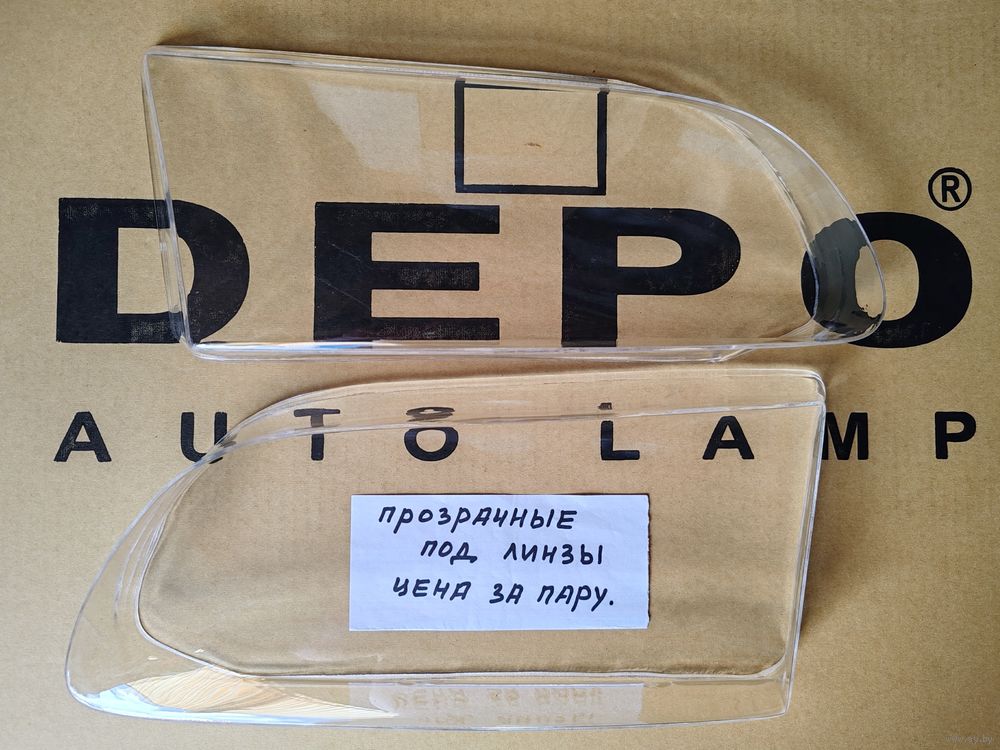 DEPO®
AUTO LAMP
ПРОЗРАЧНЫЕ
ПОД ЛИНЗЫ
ЦЕНА ЗА ПАРУ.